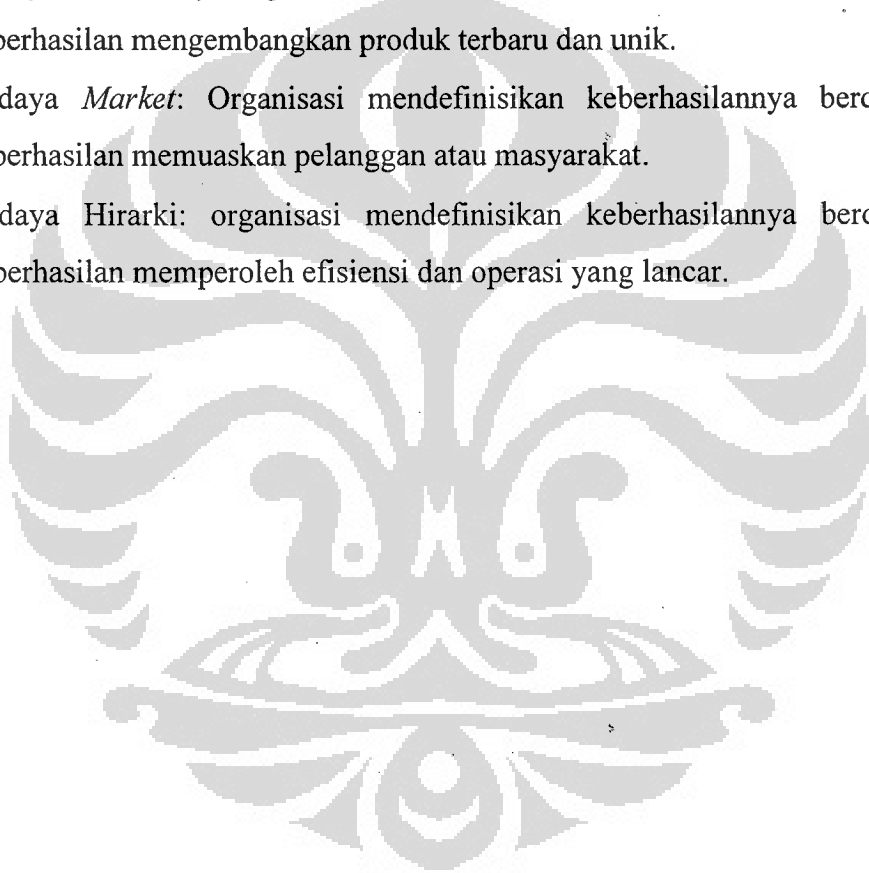 berhasilan mengembangkan produk terbaru dan unik.
daya Market: Organisasi mendefinisikan keberhasilannya berd
berhasilan memuaskan pelanggan atau masyarakat.
daya Hirarki: organisasi mendefinisikan keberhasilannya berd
berhasilan memperoleh efisiensi dan operasi yang lancar.